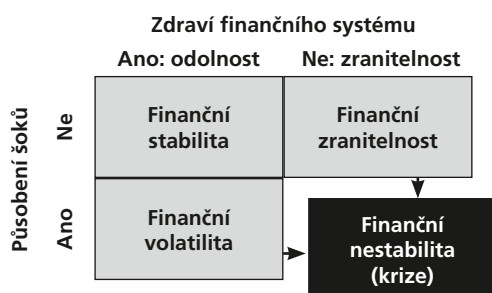 Zdraví finančního systému
Ano: odolnost
Ne: zranitelnost
Působení šoků
Ne
Finanční
stabilita
Finanční
zranitelnost
Ano
Finanční
volatilita
Finanční
nestabilita
(krize)